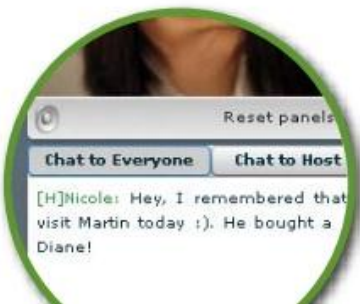 Reset panels
Chat to Everyone Chat to Host
[H]Nicole: Hey, I remembered that
visit Martin today :). He bought a
Diane!